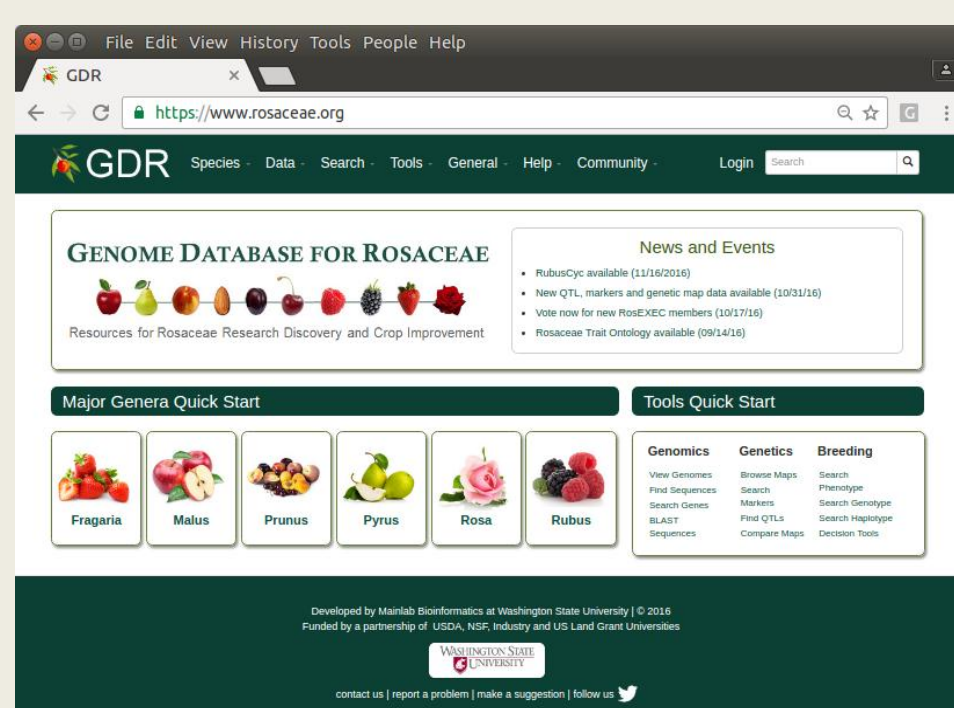 File Edit View History Tools People Help
GDR
https://www.rosaceae.org
GDR Species Data Search Tools General Help Community Login Search
GENOME DATABASE FOR ROSACEAE
Resources for Rosaceae Research Discovery and Crop Improvement
News and Events
• RubusCyc available (11/16/2016)
• New QTL, markers and genetic map data available (10/31/16)
• Vote now for new RosEXEC members (10/17/16)
• Rosaceae Trait Ontology available (09/14/16)
Major Genera Quick Start
Fragaria
Malus
Prunus
Pyrus
Rosa
Rubus
Tools Quick Start
Genomics
View Genomes
Find Sequences
Search Genes
BLAST
Sequences
Genetics
Browse Maps
Search
Markers
Find QTLs
Compare Maps
Breeding
Search
Phenotype
Search Genotype
Search Haplotype
Decision Tools
Developed by Mainlab Bioinformatics at Washington State University | © 2016
Funded by a partnership of USDA, NSF, Industry and US Land Grant Universities
WASHINGTON STATE
UNIVERSITY
contact us | report a problem | make a suggestion | follow us